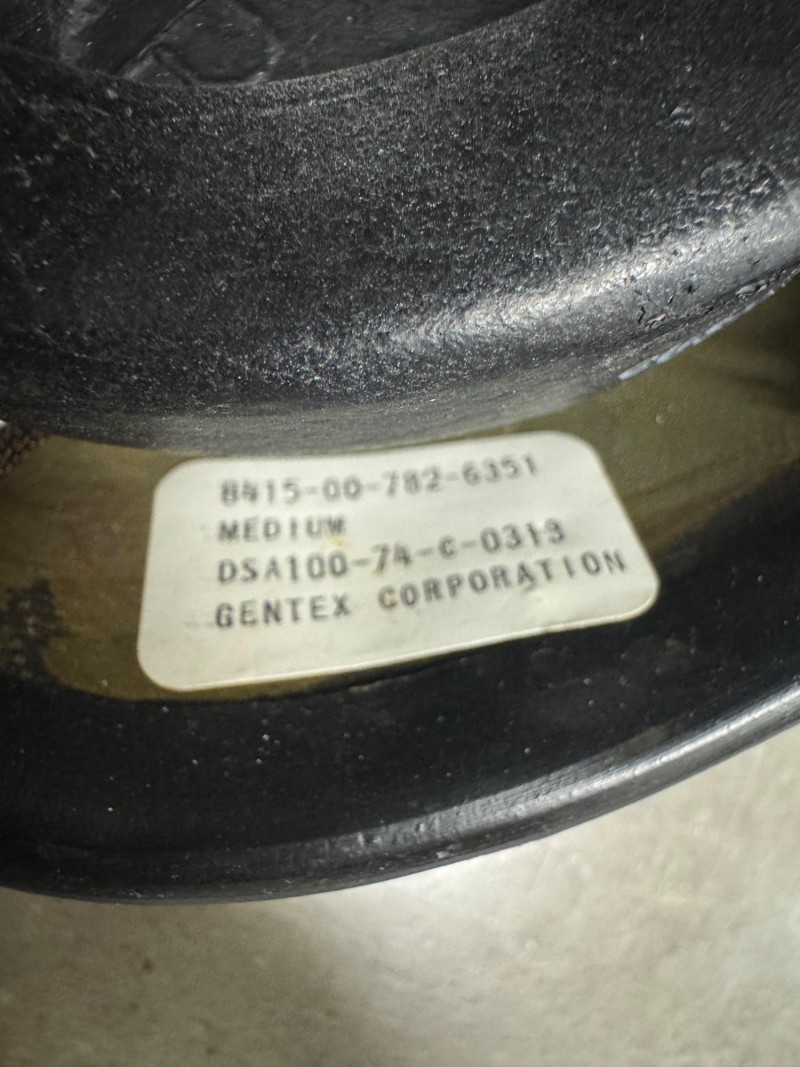 8415-00-782-6351
MEDIUM
DSA100-74-C-0313
GENTEX CORPORATION